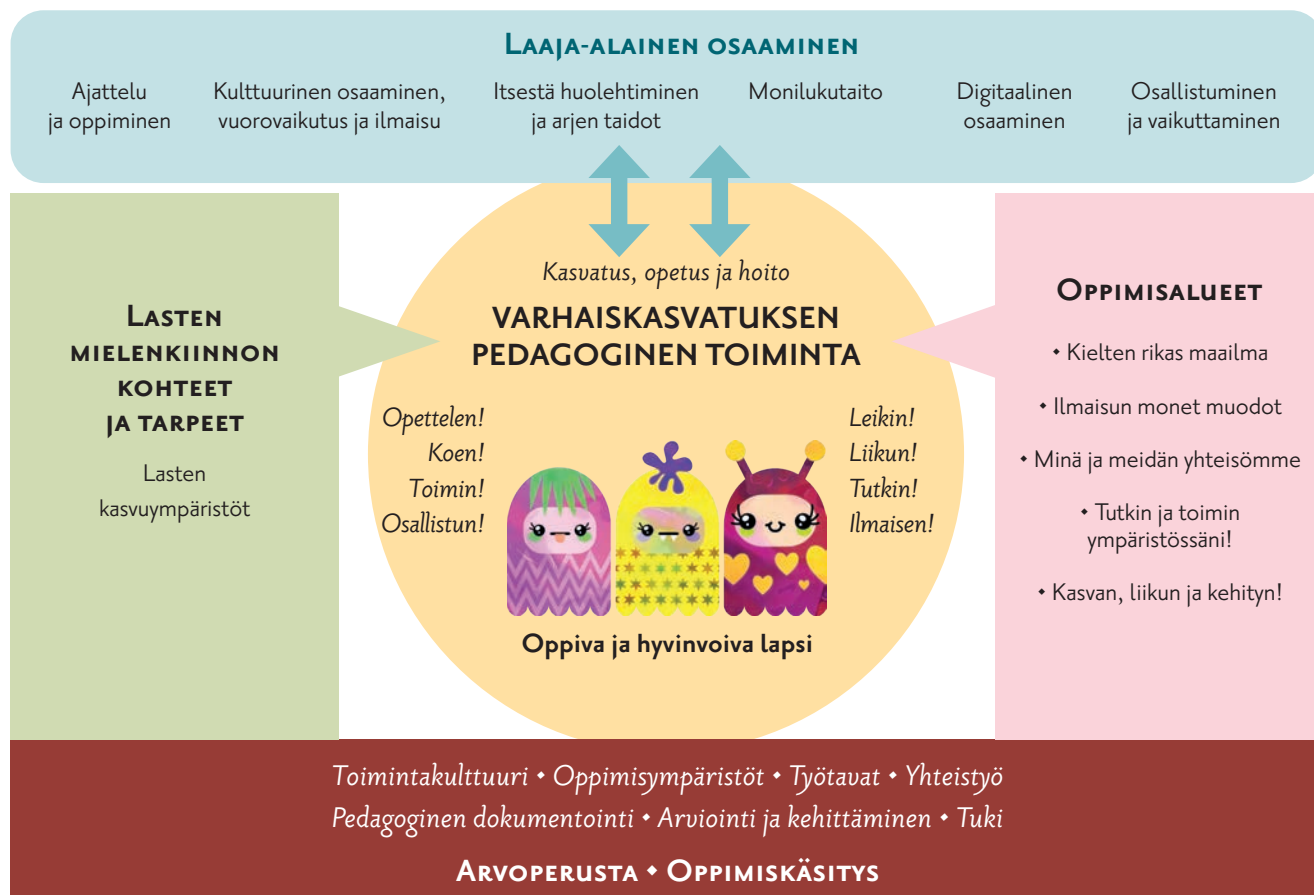 LAAJA-ALAINEN OSAAMINEN
Ajattelu
ja oppiminen
Kulttuurinen osaaminen,
vuorovaikutus ja ilmaisu
Itsestä huolehtiminen
ja arjen taidot
Monilukutaito
Digitaalinen
osaaminen
Osallistuminen
ja vaikuttaminen
LASTEN
MIELENKIINNON
KOHTEET
JA TARPEET
Lasten
kasvuympäristöt
Kasvatus, opetus ja hoito
VARHAISKASVATUKSEN
PEDAGOGINEN TOIMINTA
Opettelen!
Koen!
Toimin!
Osallistun!
Leikin!
Liikun!
Tutkin!
Ilmaisen!
Oppiva ja hyvinvoiva lapsi
OPPIMISALUEET
• Kielten rikas maailma
• Ilmaisun monet muodot
• Minä ja meidän yhteisömme
• Tutkin ja toimin
ympäristössäni!
• Kasvan, liikun ja kehityn!
Toimintakulttuuri • Oppimisympäristöt • Työtavat • Yhteistyö
Pedagoginen dokumentointi • Arviointi ja kehittäminen • Tuki
ARVOPERUSTA • OPPIMISKÄSITYS